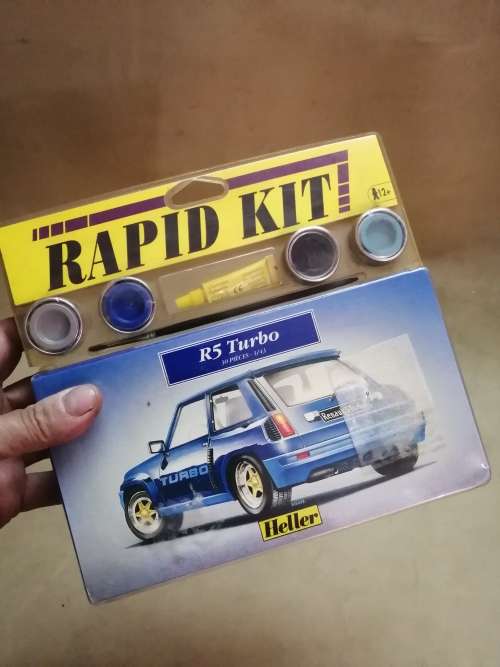 RAPID KIT
12+
R5 Turbo
30 PIECES - 1/43
TURBO
Renault
Heller